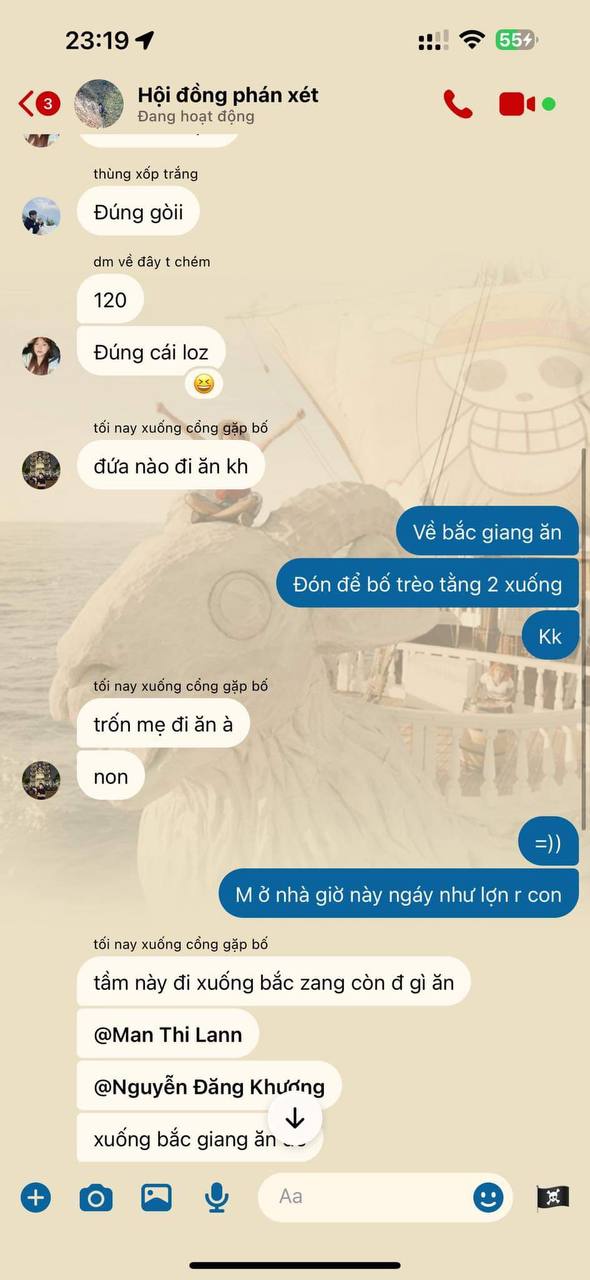 23:19
55
3
Hội đồng phán xét
Đang hoạt động
thùng xốp trắng
Đúng gòii
dm về đây t chém
120
Đúng cái loz
tối nay xuống cổng gặp bố
đứa nào đi ăn kh
Về bắc giang ăn
Đón để bố trèo tằng 2 xuống
Kk
tối nay xuống cổng gặp bố
trốn mẹ đi ăn à
non
=))
M ở nhà giờ này ngáy như lợn r con
tối nay xuống cổng gặp bố
tầm này đi xuống bắc zang còn đ gì ăn
@Man Thi Lann
@Nguyễn Đăng Khương
xuống bắc giang ăn
Aa